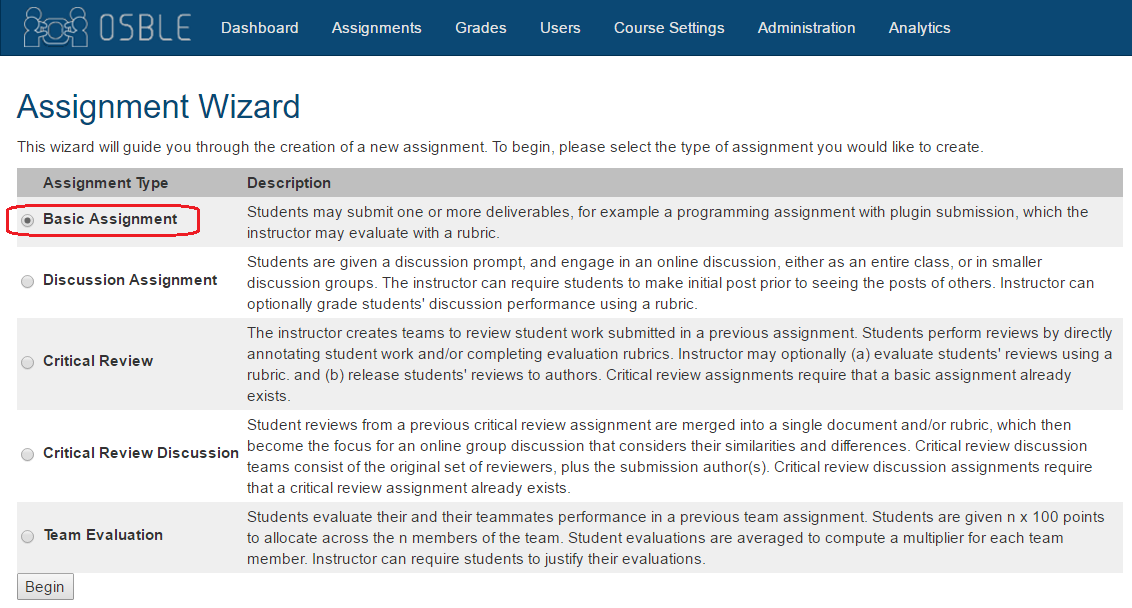 OSBLE Dashboard Assignments Grades Users Course Settings Administration Analytics
Assignment Wizard
This wizard will guide you through the creation of a new assignment. To begin, please select the type of assignment you would like to create.
Assignment Type Description
Basic Assignment
Students may submit one or more deliverables, for example a programming assignment with plugin submission, which the
instructor may evaluate with a rubric.
Discussion Assignment
Students are given a discussion prompt, and engage in an online discussion, either as an entire class, or in smaller
discussion groups. The instructor can require students to make initial post prior to seeing the posts of others. Instructor can
optionally grade students' discussion performance using a rubric.
Critical Review
The instructor creates teams to review student work submitted in a previous assignment. Students perform reviews by directly
annotating student work and/or completing evaluation rubrics. Instructor may optionally (a) evaluate students' reviews using a
rubric. and (b) release students' reviews to authors. Critical review assignments require that a basic assignment already
exists.
Critical Review Discussion
Student reviews from a previous critical review assignment are merged into a single document and/or rubric, which then
become the focus for an online group discussion that considers their similarities and differences. Critical review discussion
teams consist of the original set of reviewers, plus the submission author(s). Critical review discussion assignments require
that a critical review assignment already exists.
Team Evaluation
Students evaluate their and their teammates performance in a previous team assignment. Students are given n x 100 points
to allocate across the n members of the team. Student evaluations are averaged to compute a multiplier for each team
member. Instructor can require students to justify their evaluations.
Begin